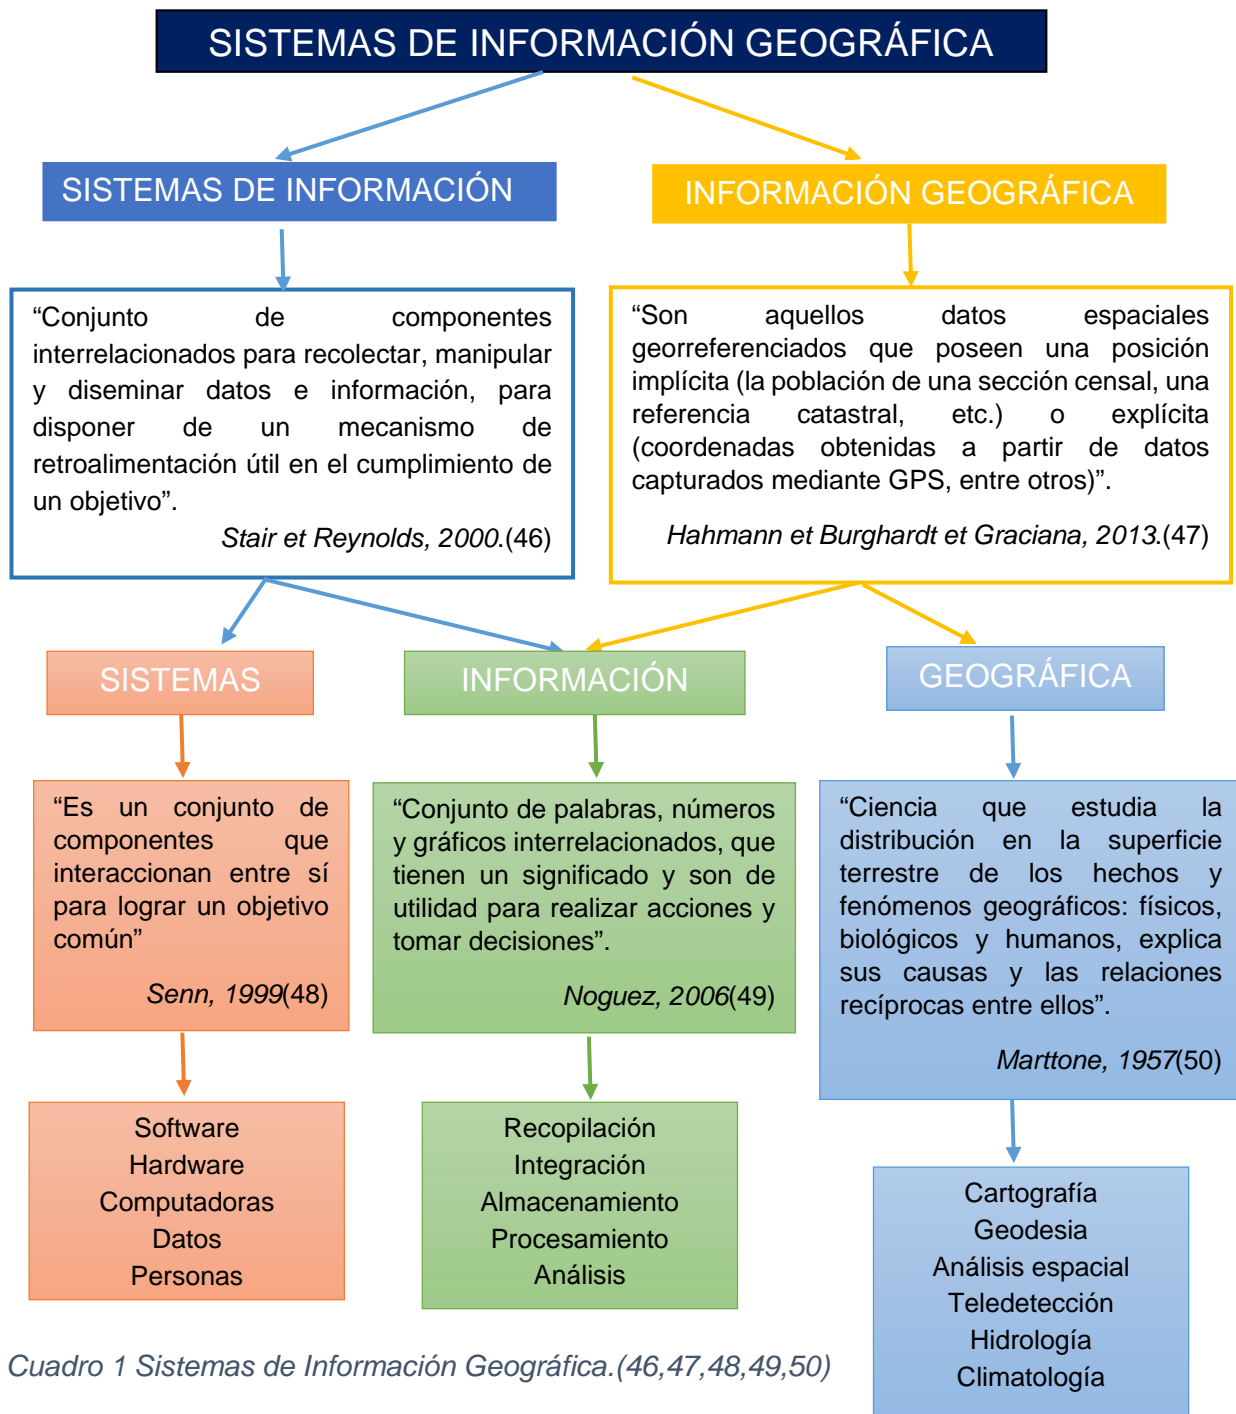 SISTEMAS DE INFORMACIÓN GEOGRÁFICA
SISTEMAS DE INFORMACIÓN
INFORMACIÓN GEOGRÁFICA
“Conjunto de componentes
interrelacionados para recolectar, manipular
y diseminar datos e información, para
disponer de un mecanismo de
retroalimentación útil en el cumplimiento de
un objetivo”.
Stair et Reynolds, 2000.(46)
“Son aquellos datos espaciales
georreferenciados que poseen una posición
implícita (la población de una sección censal, una
referencia catastral, etc.) o explícita
(coordenadas obtenidas a partir de datos
capturados mediante GPS, entre otros)”.
Hahmann et Burghardt et Graciana, 2013.(47)
SISTEMAS
INFORMACIÓN
GEOGRÁFICA
“Es un conjunto de
componentes que
interaccionan entre sí
para lograr un objetivo
común”
Senn, 1999(48)
“Conjunto de palabras, números
y gráficos interrelacionados, que
tienen un significado y son de
utilidad para realizar acciones y
tomar decisiones”.
Noguez, 2006(49)
“Ciencia que estudia la
distribución en la superficie
terrestre de los hechos y
fenómenos geográficos: físicos,
biológicos y humanos, explica
sus causas y las relaciones
recíprocas entre ellos”.
Marttone, 1957(50)
Software
Hardware
Computadoras
Datos
Personas
Recopilación
Integración
Almacenamiento
Procesamiento
Análisis
Cartografía
Geodesia
Análisis espacial
Teledetección
Hidrología
Climatología
Cuadro 1 Sistemas de Información Geográfica.(46,47,48,49,50)